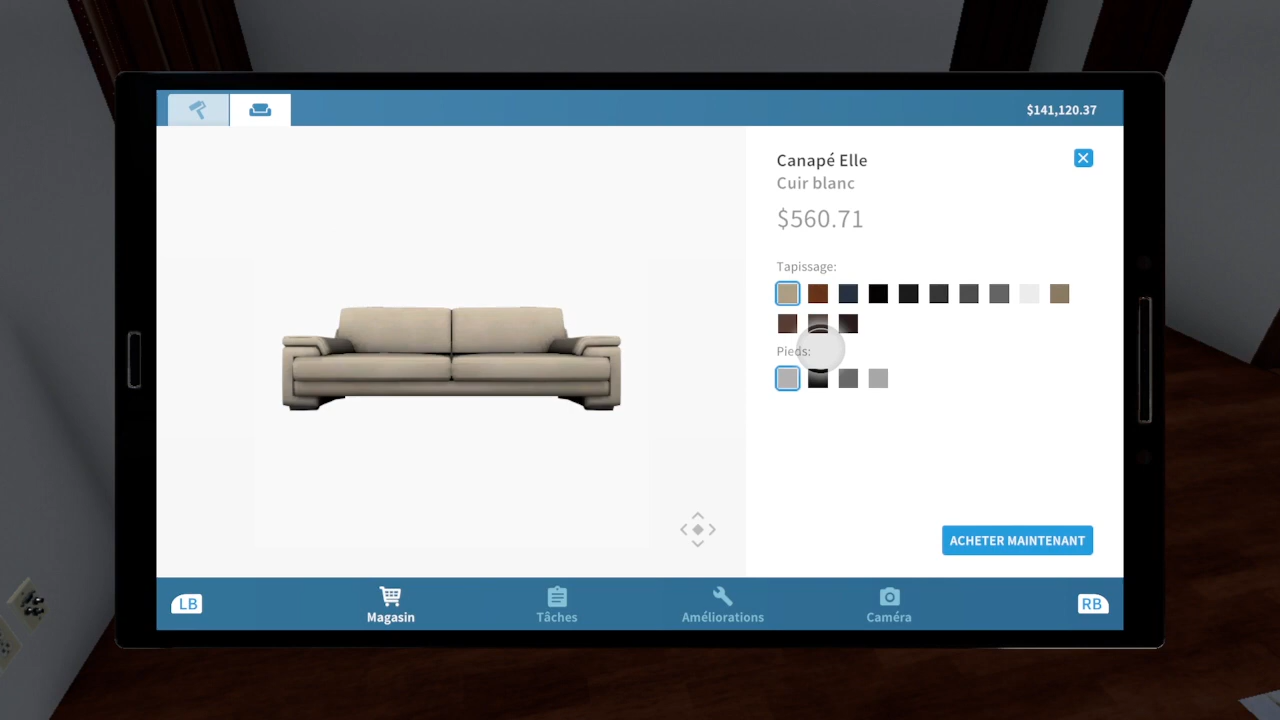 $141,120.37
Canapé Elle
Cuir blanc
$560.71
Tapissage:
Pieds:
ACHETER MAINTENANT
LB
Magasin
Tâches
Améliorations
Caméra
RB